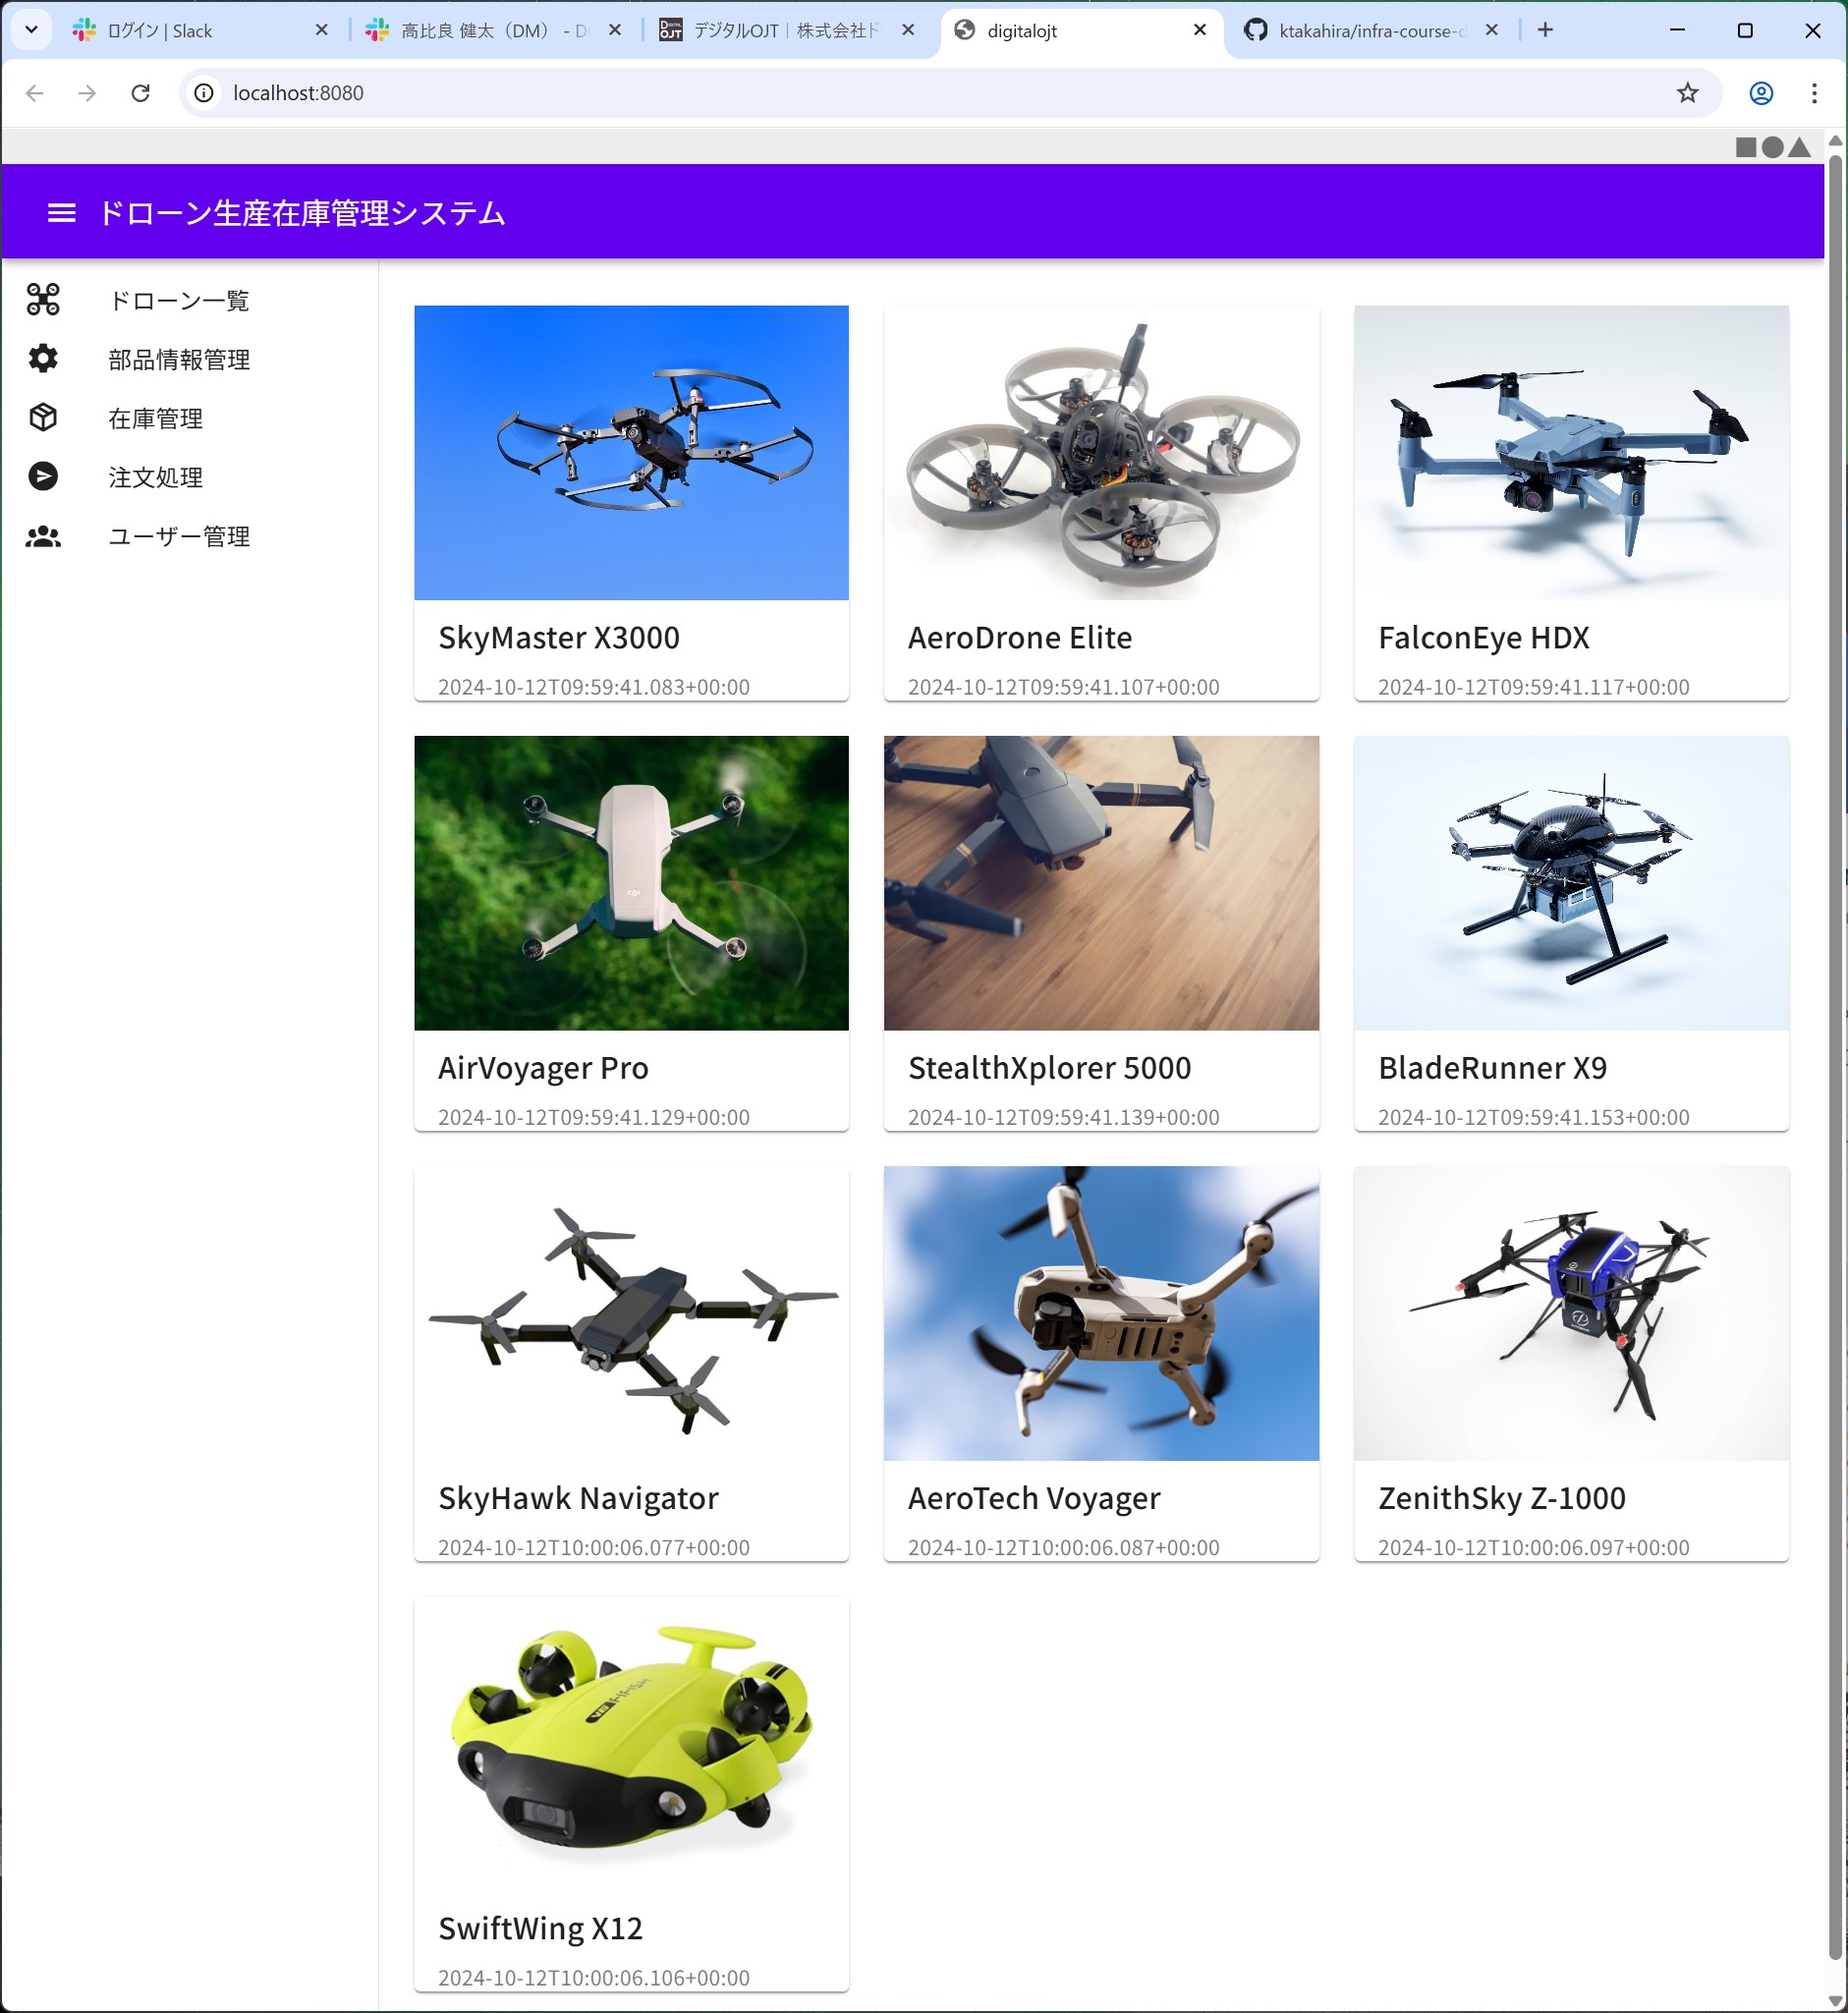 ログイン | Slack
高比良 健太（DM） - D
デジタルOJT｜株式会社ド
digitalojt
ktakahira/infra-course-d
localhost:8080
ドローン生産在庫管理システム
ドローン一覧
部品情報管理
在庫管理
注文処理
ユーザー管理
SkyMaster X3000
2024-10-12T09:59:41.083+00:00
AeroDrone Elite
2024-10-12T09:59:41.107+00:00
FalconEye HDX
2024-10-12T09:59:41.117+00:00
AirVoyager Pro
2024-10-12T09:59:41.129+00:00
StealthXplorer 5000
2024-10-12T09:59:41.139+00:00
BladeRunner X9
2024-10-12T09:59:41.153+00:00
SkyHawk Navigator
2024-10-12T10:00:06.077+00:00
AeroTech Voyager
2024-10-12T10:00:06.087+00:00
ZenithSky Z-1000
2024-10-12T10:00:06.097+00:00
V6 FIFISH
SwiftWing X12
2024-10-12T10:00:06.106+00:00